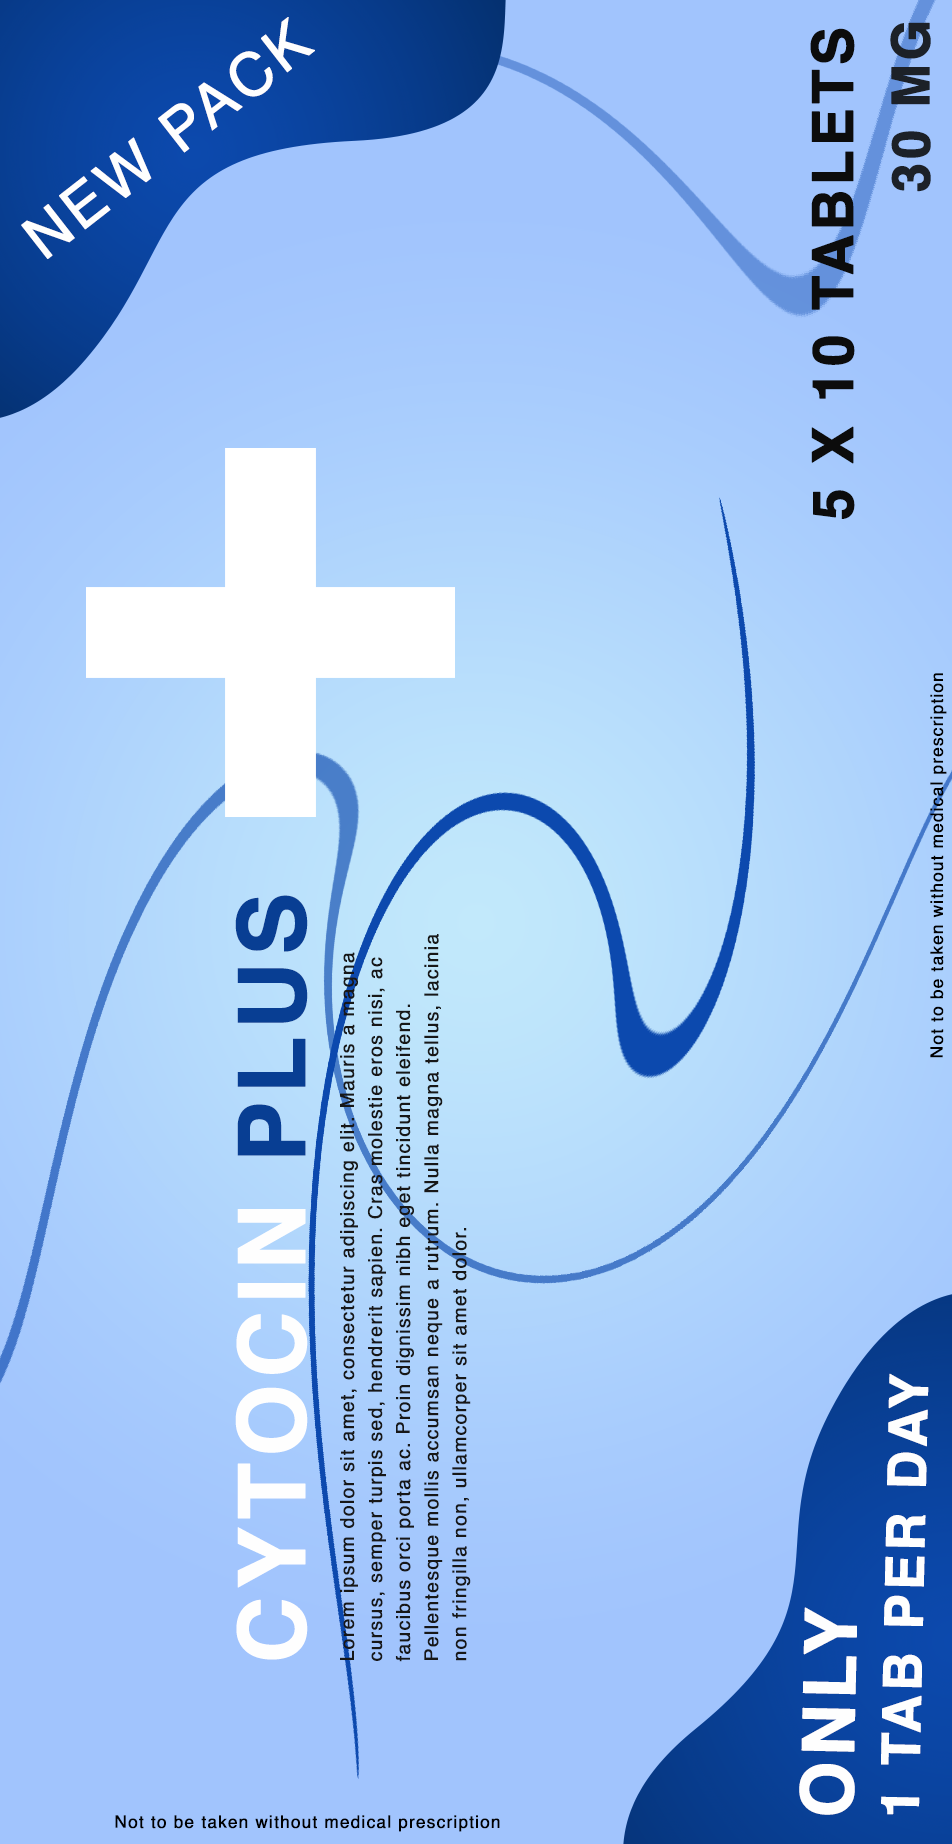 NEW PACK
5 X 10 TABLETS
30 MG
CYTOCIN PLUS
Lorem ipsum dolor sit amet, consectetur adipiscing elit. Mauris a magna
cursus, semper turpis sed, hendrerit sapien. Cras molestie eros nisi, ac
faucibus orci porta ac. Proin dignissim nibh eget tincidunt eleifend.
Pellentesque mollis accumsan neque a rutrum. Nulla magna tellus, lacinia
non fringilla non, ullamcorper sit amet dolor.
Not to be taken without medical prescription
ONLY
1 TAB PER DAY
Not to be taken without medical prescription